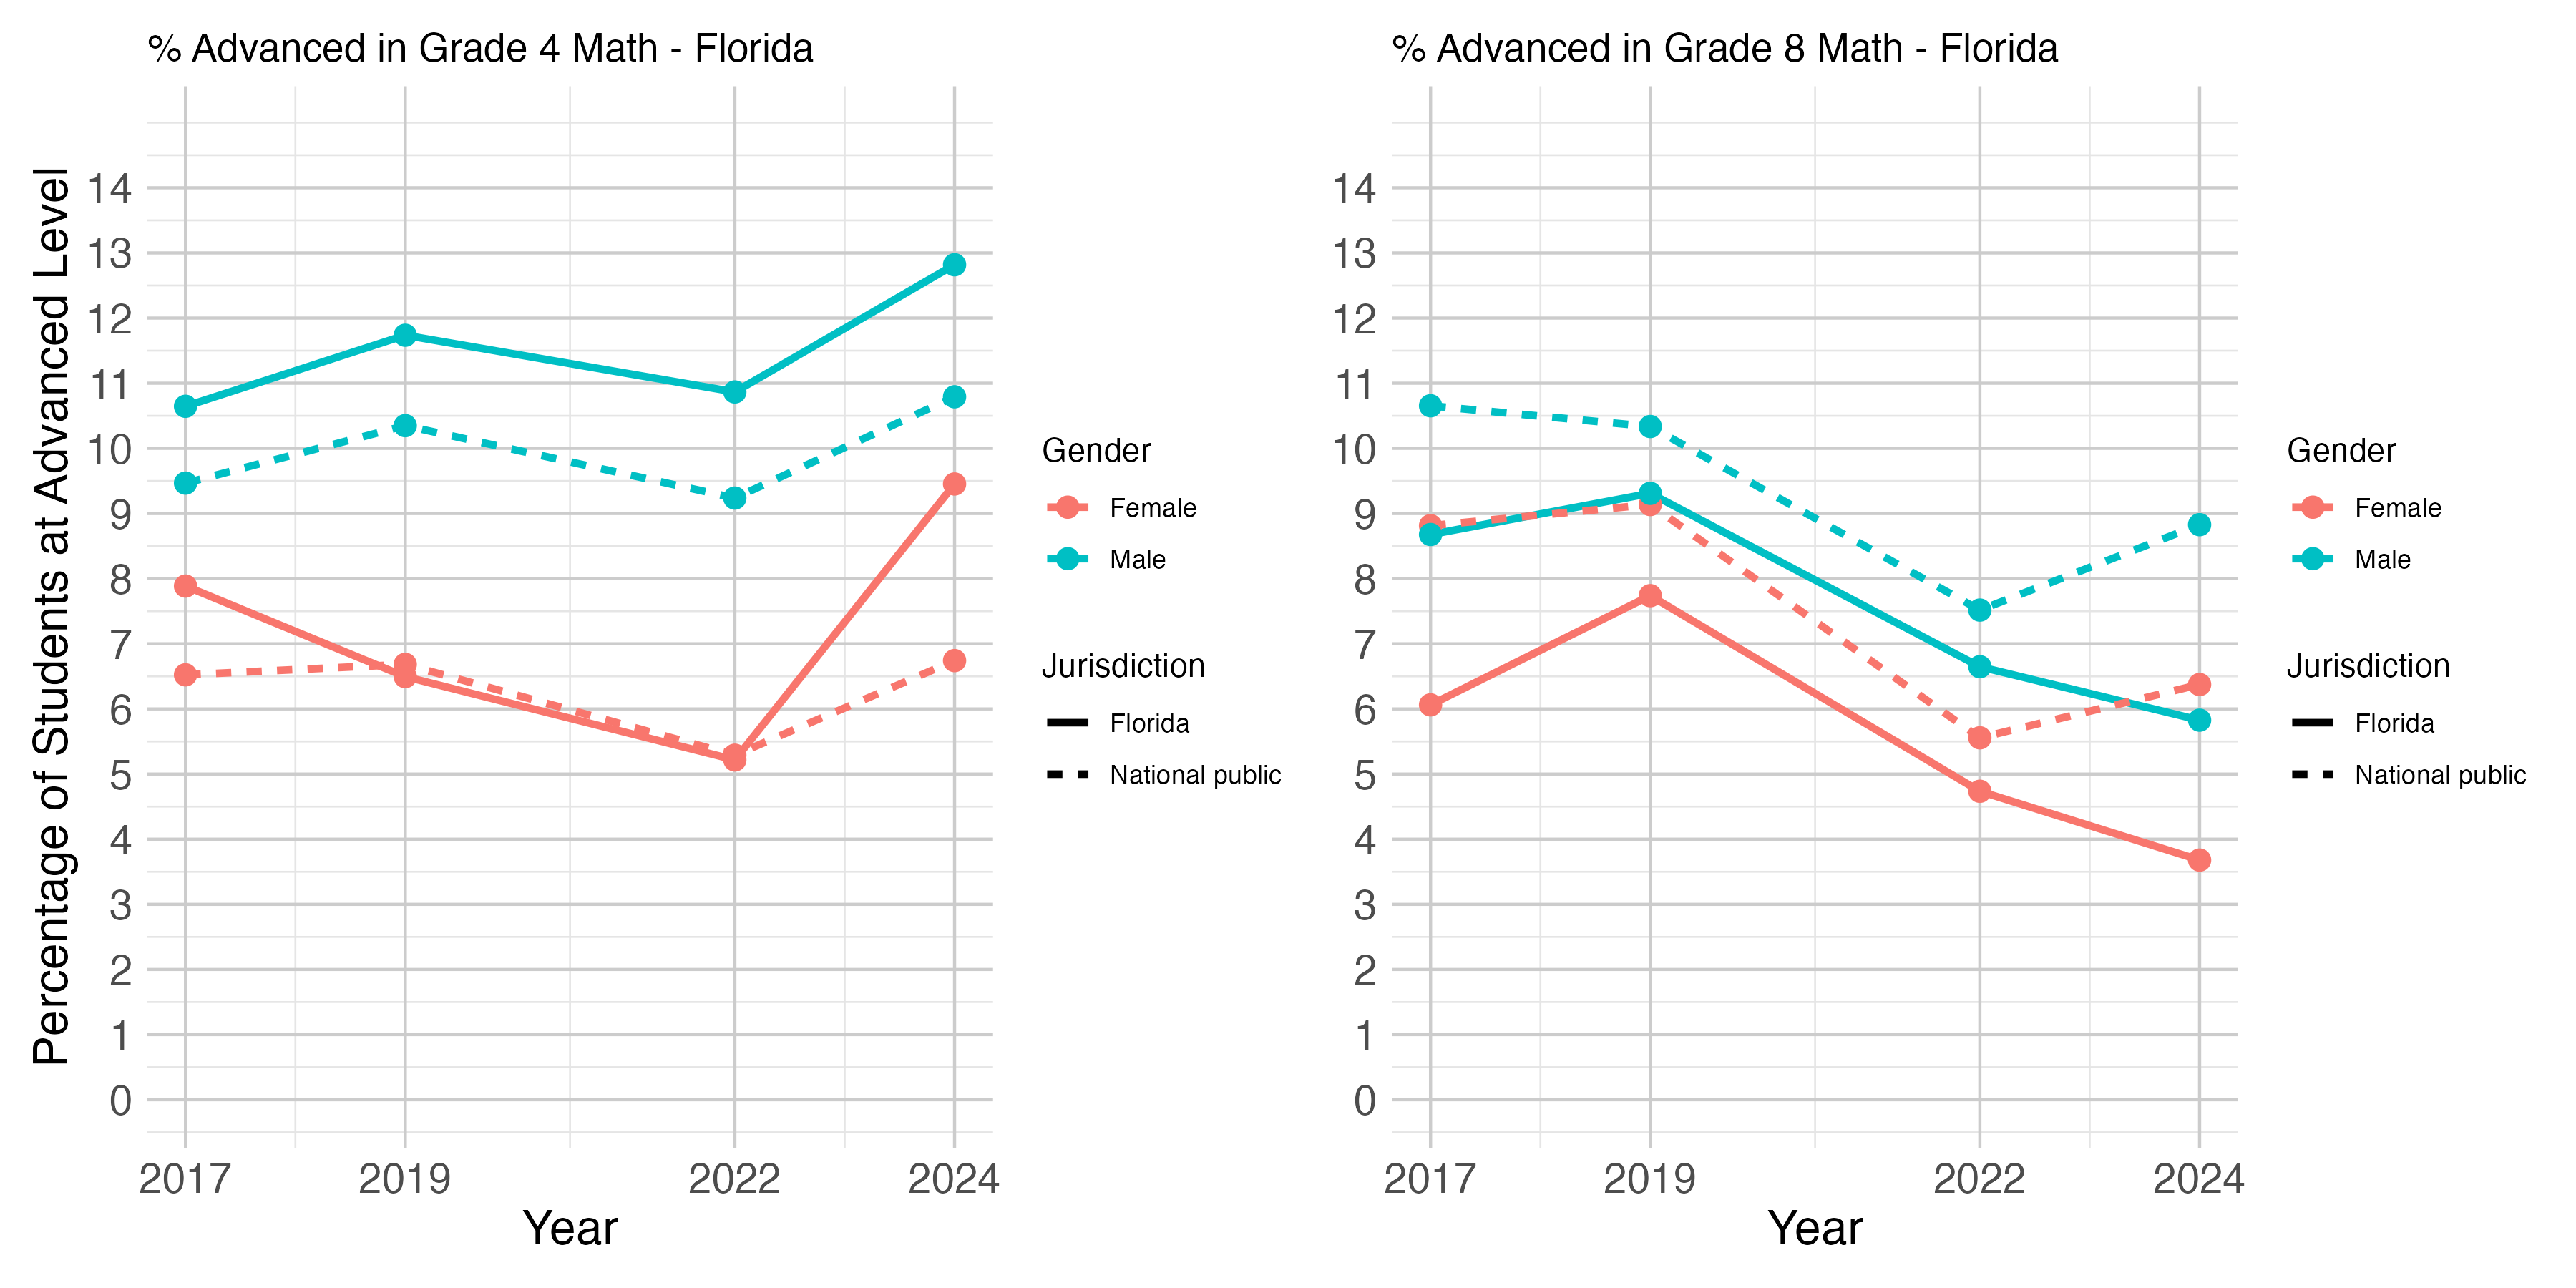 % Advanced in Grade 4 Math - Florida
Percentage of Students at Advanced Level
14
13
12
11
10
9
8
7
6
5
4
3
2
1
0
2017 2019 2022 2024
Year
Gender
Female
Male
Jurisdiction
Florida
National public
% Advanced in Grade 8 Math - Florida
14
13
12
11
10
9
8
7
6
5
4
3
2
1
0
2017 2019 2022 2024
Year
Gender
Female
Male
Jurisdiction
Florida
National public